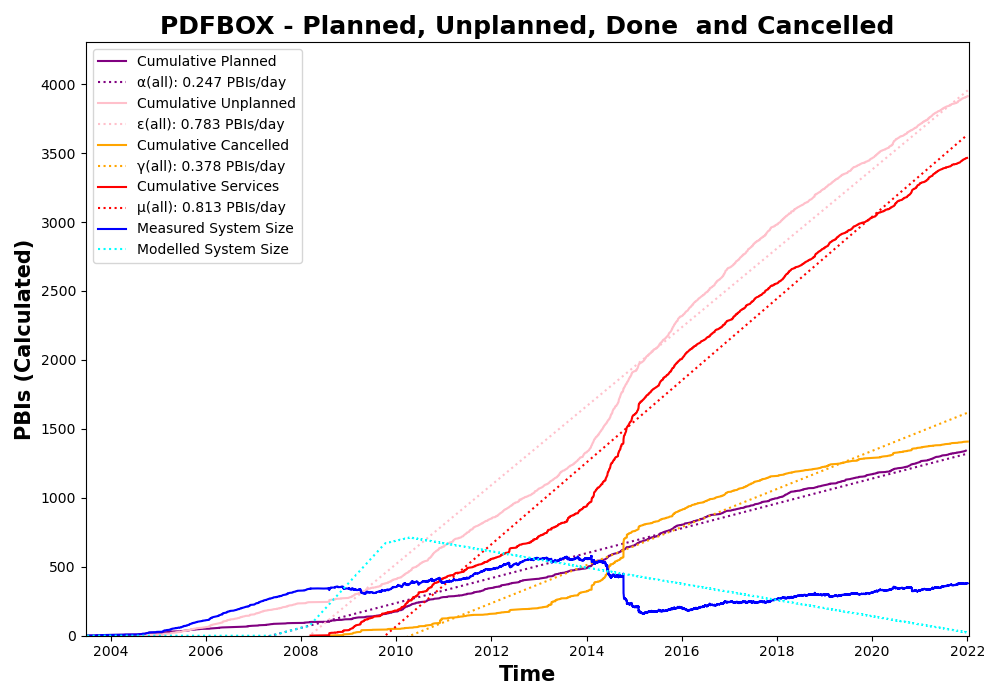 PDFBOX - Planned, Unplanned, Done  and Cancelled
Cumulative Planned
α(all): 0.247 PBIs/day
Cumulative Unplanned
ε(all): 0.783 PBIs/day
Cumulative Cancelled
γ(all): 0.378 PBIs/day
Cumulative Services
μ(all): 0.813 PBIs/day
Measured System Size
Modelled System Size
PBIs (Calculated)
4000
3500
3000
2500
2000
1500
1000
500
0
2004 2006 2008 2010 2012 2014 2016 2018 2020 2022
Time